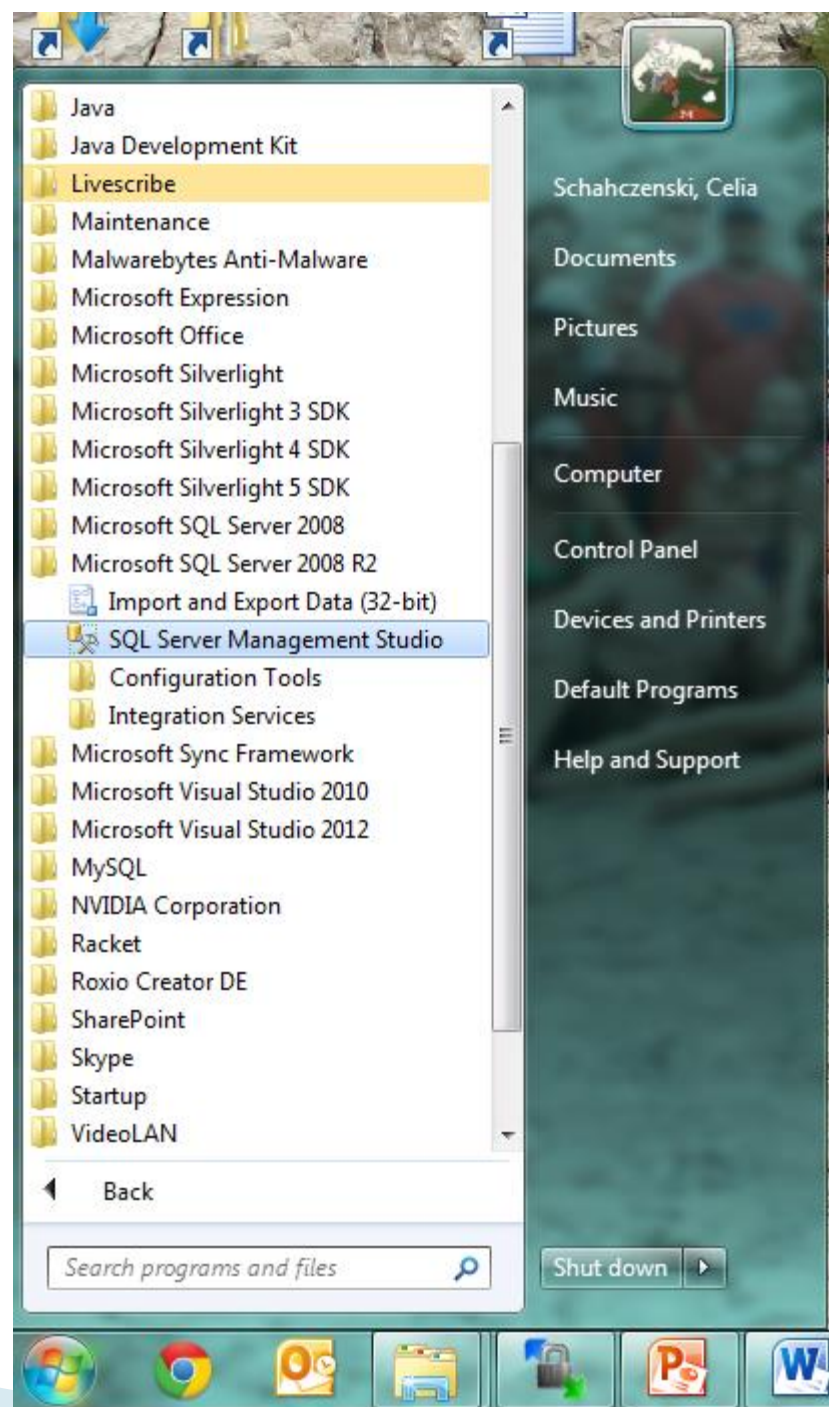 Java
Java Development Kit
Livescribe
Maintenance
Malwarebytes Anti-Malware
Microsoft Expression
Microsoft Office
Microsoft Silverlight
Microsoft Silverlight 3 SDK
Microsoft Silverlight 4 SDK
Microsoft Silverlight 5 SDK
Microsoft SQL Server 2008
Microsoft SQL Server 2008 R2
Import and Export Data (32-bit)
SQL Server Management Studio
Configuration Tools
Integration Services
Microsoft Sync Framework
Microsoft Visual Studio 2010
Microsoft Visual Studio 2012
MySQL
NVIDIA Corporation
Racket
Roxio Creator DE
SharePoint
Skype
Startup
VideoLAN
Back
Search programs and files
Schahczenski, Celia
Documents
Pictures
Music
Computer
Control Panel
Devices and Printers
Default Programs
Help and Support
Shut down